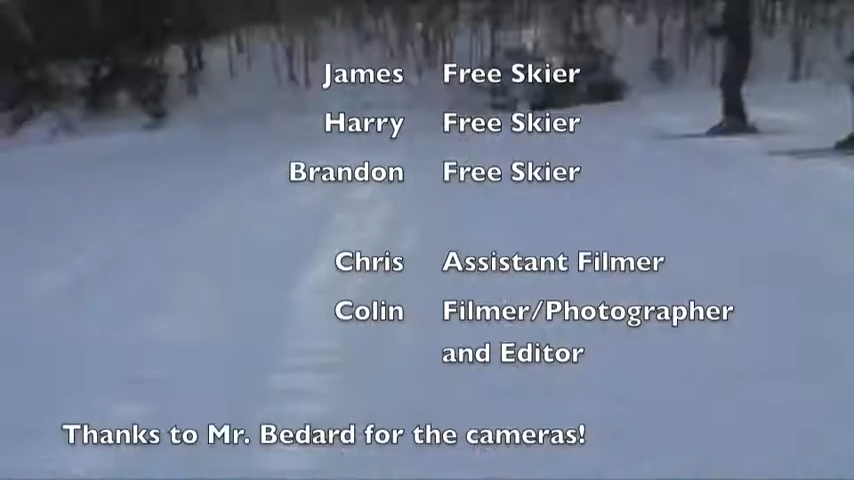 James Free Skier
Harry Free Skier
Brandon Free Skier
Chris Assistant Filmer
Colin Filmer/Photographer
and Editor
Thanks to Mr. Bedard for the cameras!